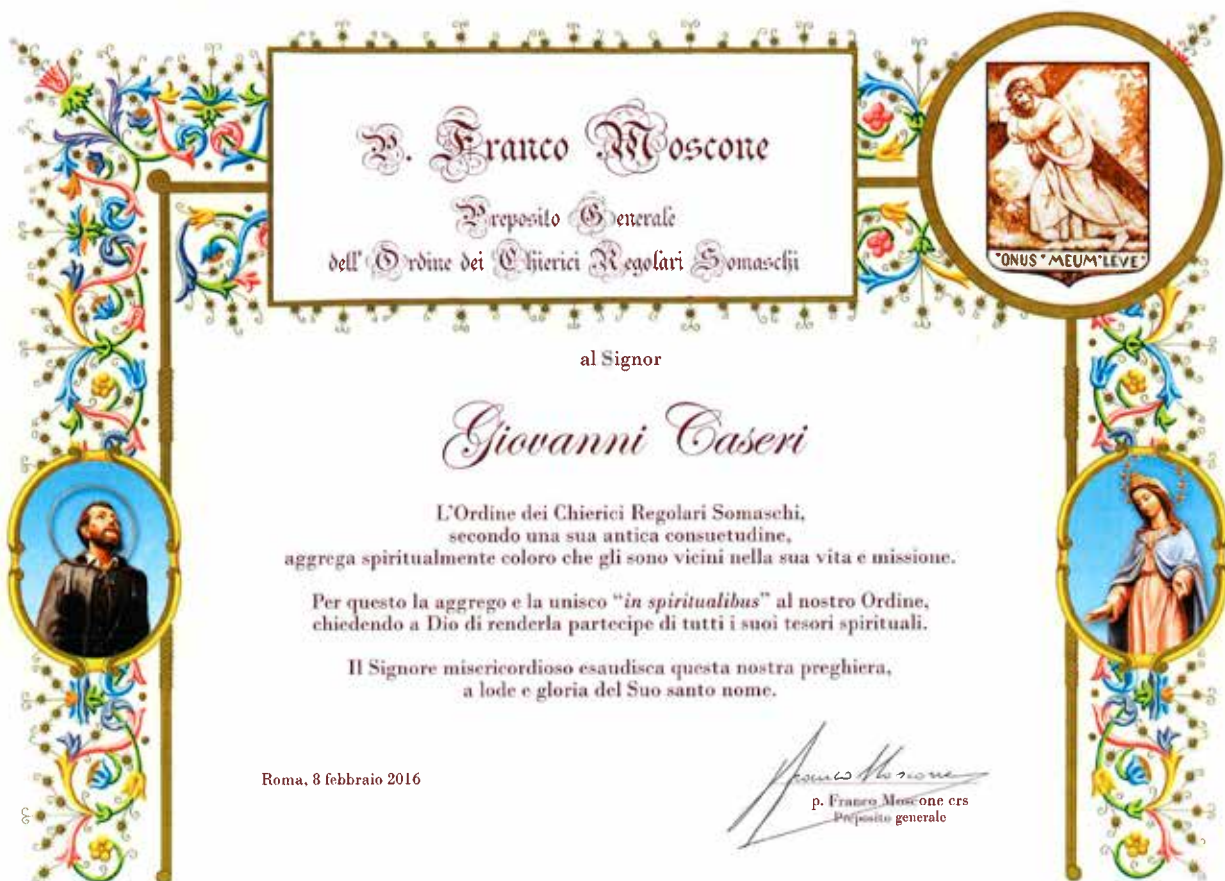 P. Franco Moscone
Preposito Generale
dell'Ordine dei Chierici Regolari Somaschi
"ONUS "MEUM"LEVE"
al Signor
Giovanni Caseri
L'Ordine dei Chierici Regolari Somaschi,
secondo una sua antica consuetudine,
aggrega spiritualmente coloro che gli sono vicini nella sua vita e missione.
Per questo la aggrego e la unisco “in spiritualibus” al nostro Ordine,
chiedendo a Dio di renderla partecipe di tutti i suoi tesori spirituali.
Il Signore misericordioso esaudisca questa nostra preghiera,
a lode e gloria del Suo santo nome.
Roma, 8 febbraio 2016
Franco Moscone
p. Franco Moscone crs
Preposito generale